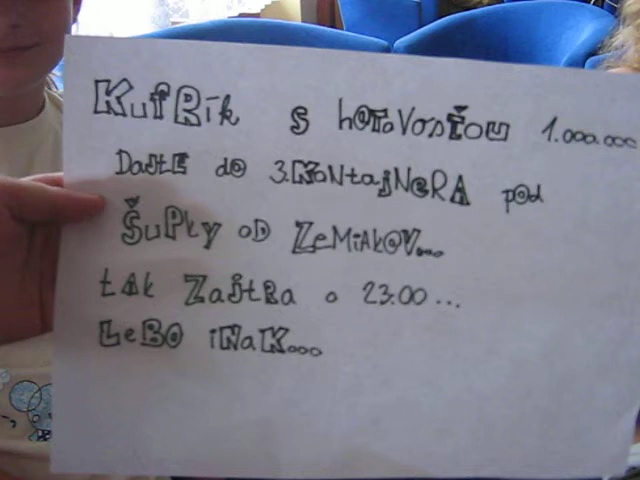 KufRík s hoToVosŤou 1.000.000
DajtE do 3.KoNtajNeRA pod
ŠuPky oD ZeMiAkOV...
tAk ZajtRa o 23:00...
LeBO iNaK...